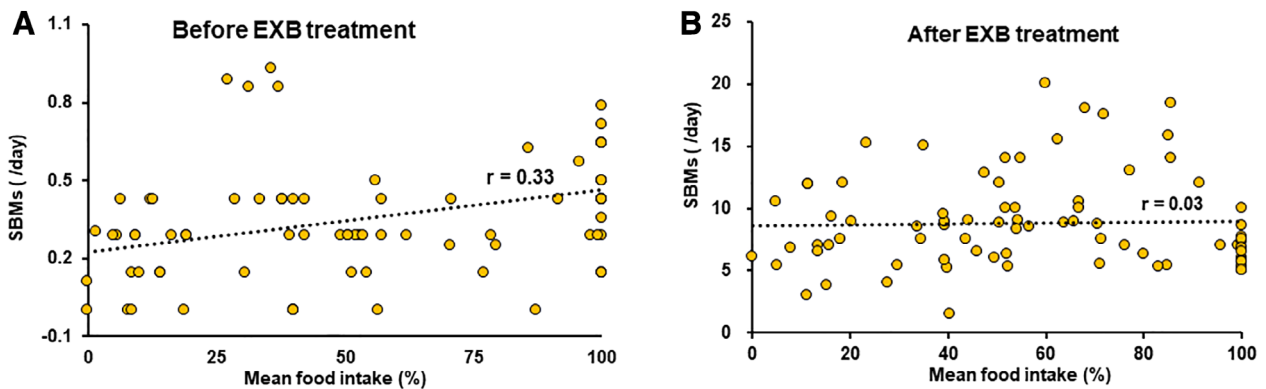 A
Before EXB treatment
1.1
0.8
0.5
0.2
-0.1
SBMs ( /day)
r = 0.33
0 25 50 75 100
Mean food intake (%)
B
After EXB treatment
25
20
15
10
5
0
SBMs ( /day)
r = 0.03
0 20 40 60 80 100
Mean food intake (%)